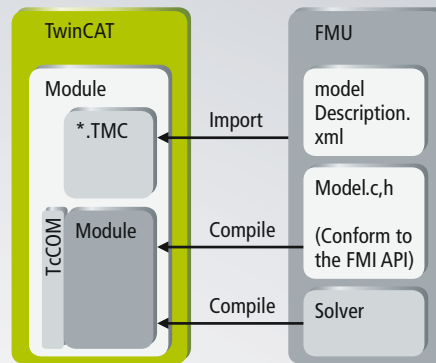 TwinCAT
Module
*.TMC
TcCOM
Module
Import
Compile
Compile
FMU
model
Description.
xml
Model.c,h
(Conform to
the FMI API)
Solver